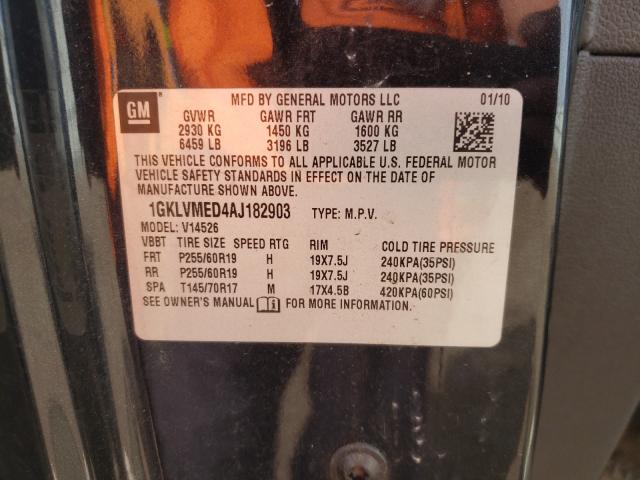 GM
MFD BY GENERAL MOTORS LLC 01/10
GVWR GAWR FRT GAWR RR
2930 KG 1450 KG 1600 KG
6459 LB 3196 LB 3527 LB
THIS VEHICLE CONFORMS TO ALL APPLICABLE U.S. FEDERAL MOTOR
VEHICLE SAFETY STANDARDS IN EFFECT ON THE DATE OF
MANUFACTURE SHOWN ABOVE.
1GKLVMED4AJ182903 TYPE: M.P.V.
MODEL: V14526
VBBT TIRE SIZE SPEED RTG RIM COLD TIRE PRESSURE
FRT P255/60R19 H 19X7.5J 240KPA(35PSI)
RR P255/60R19 H 19X7.5J 240KPA(35PSI)
SPA T145/70R17 M 17X4.5B 420KPA(60PSI)
SEE OWNER'S MANUAL FOR MORE INFORMATION.